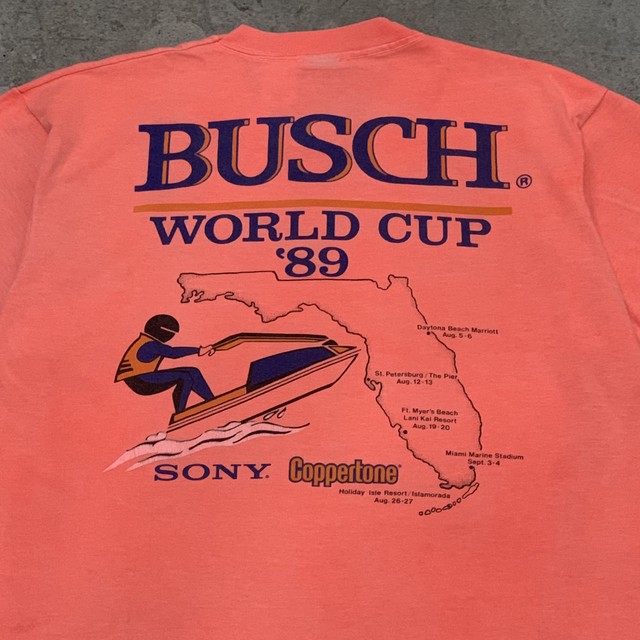 BUSCH®
WORLD CUP
'89
Daytona Beach Marriott
Aug. 5-6
St. Petersburg/The Pier
Aug. 12-13
Ft. Myer's Beach
Lani Kai Resort
Aug. 19-20
Miami Marine Stadium
Sept. 3-4
SONY® Coppertone®
Holiday Isle Resort/Islamorada
Aug. 26-27